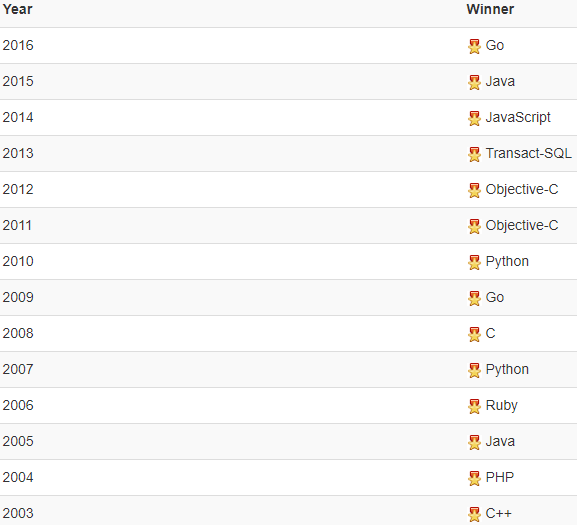 Year Winner
2016 Go
2015 Java
2014 JavaScript
2013 Transact-SQL
2012 Objective-C
2011 Objective-C
2010 Python
2009 Go
2008 C
2007 Python
2006 Ruby
2005 Java
2004 PHP
2003 C++